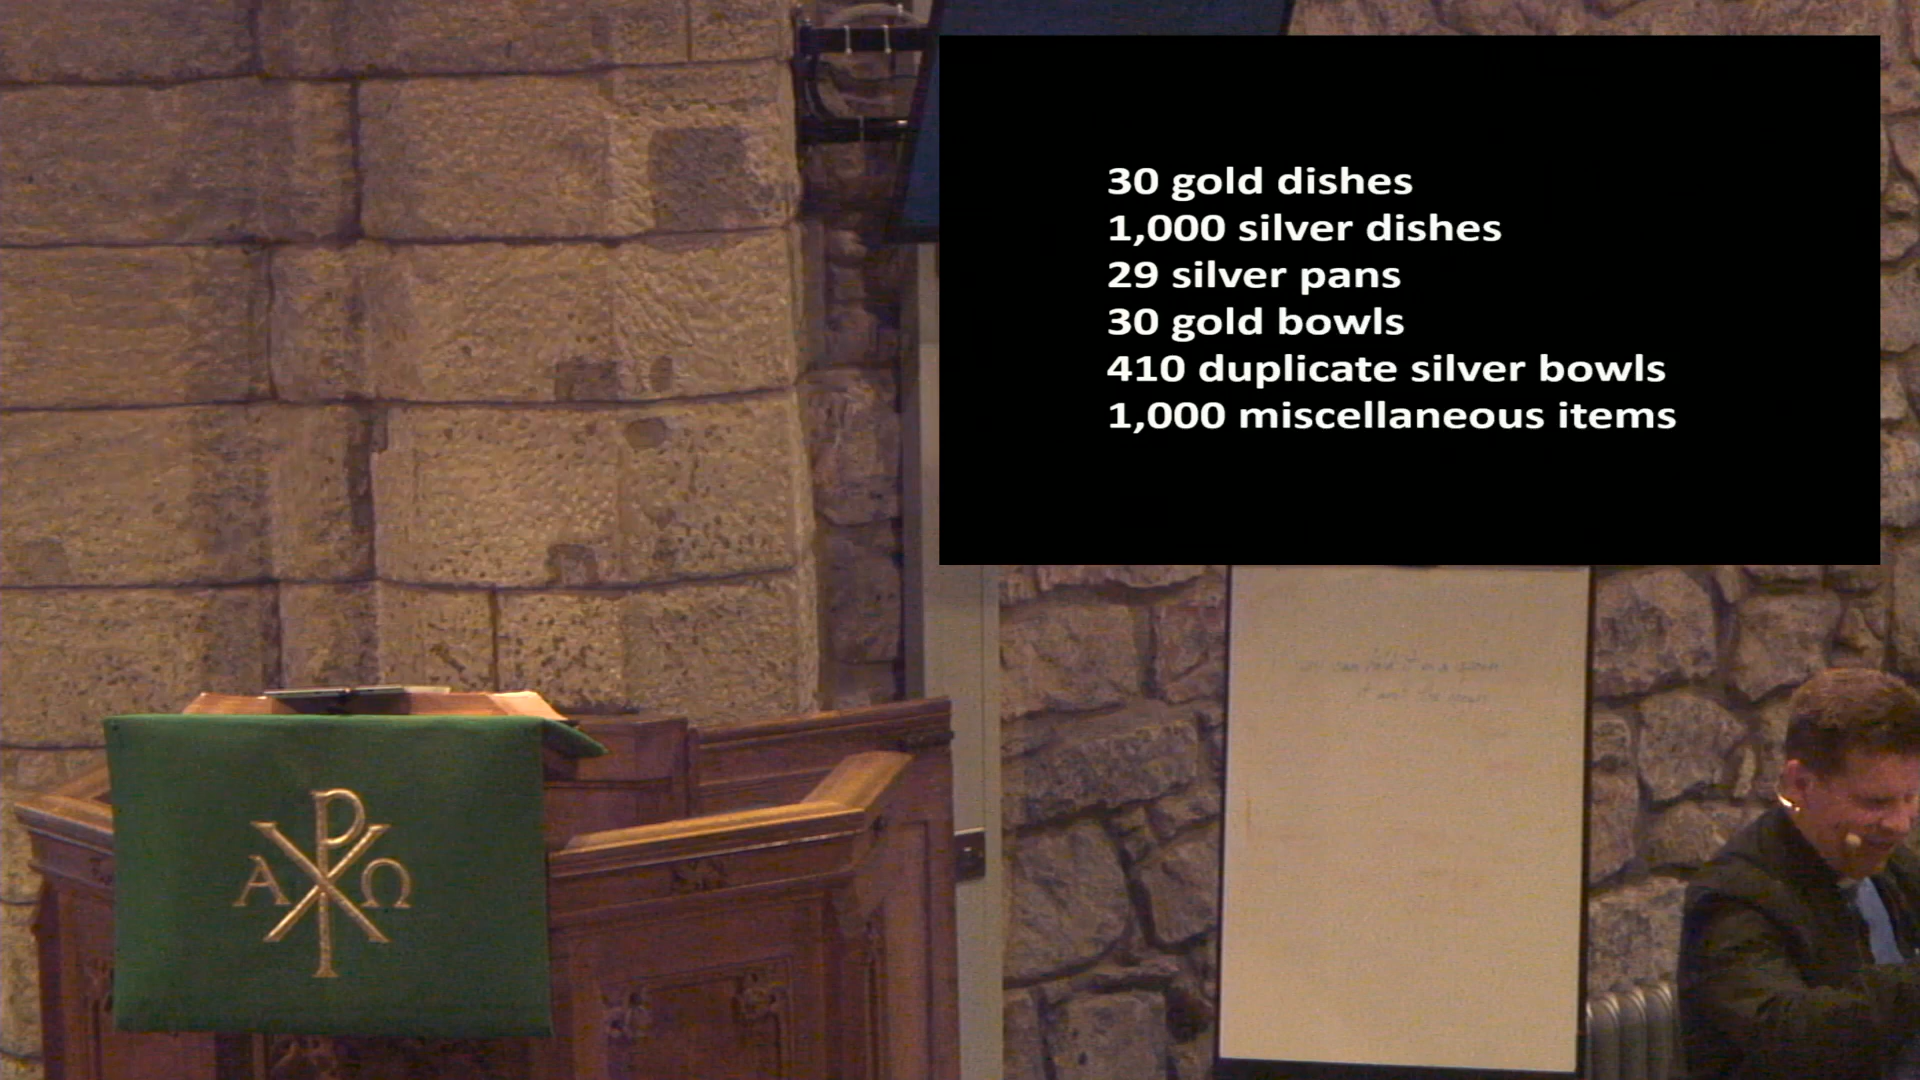 30 gold dishes
1,000 silver dishes
29 silver pans
30 gold bowls
410 duplicate silver bowls
1,000 miscellaneous items
Α Ω